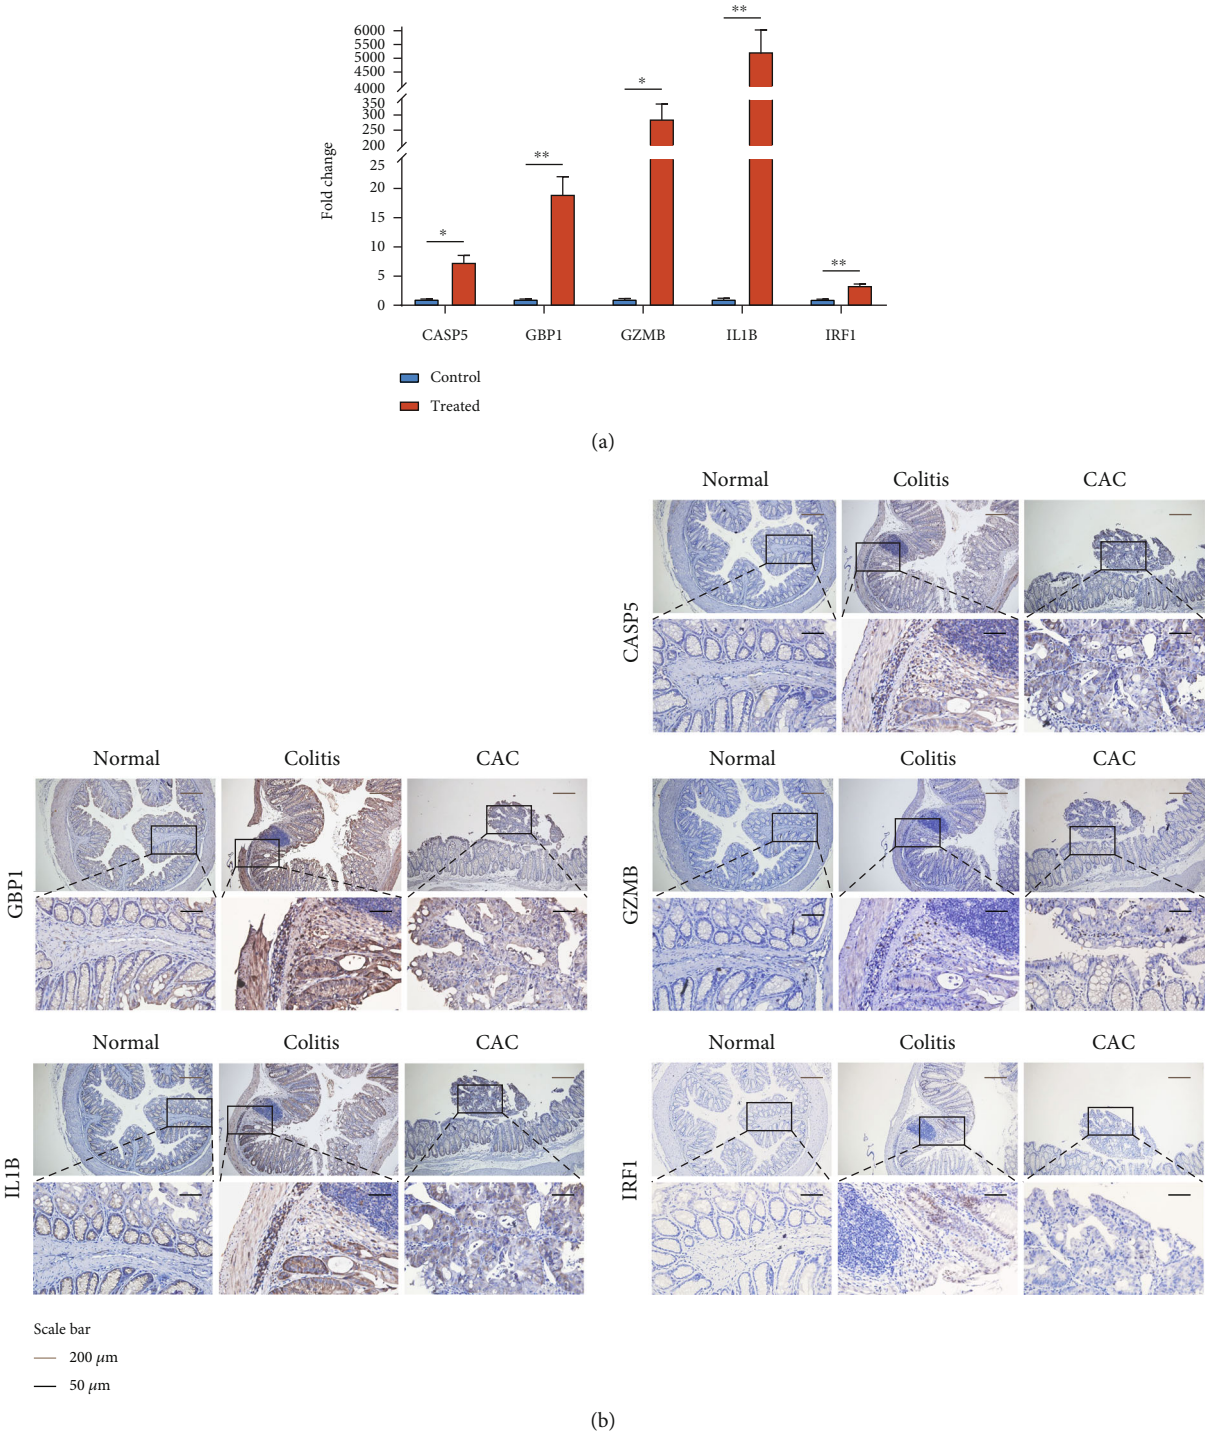 6000
5500
5000
4500
4000
350
300
250
200
25
20
15
10
5
0
Fold change
*
**
*
**
**
CASP5
GBP1
GZMB
IL1B
IRF1
Control
Treated
(a)
Normal
Colitis
CAC
CASP5
Normal
Colitis
CAC
GBP1
Normal
Colitis
CAC
GZMB
Normal
Colitis
CAC
IL1B
Normal
Colitis
CAC
IRF1
Scale bar
200 μm
50 μm
(b)